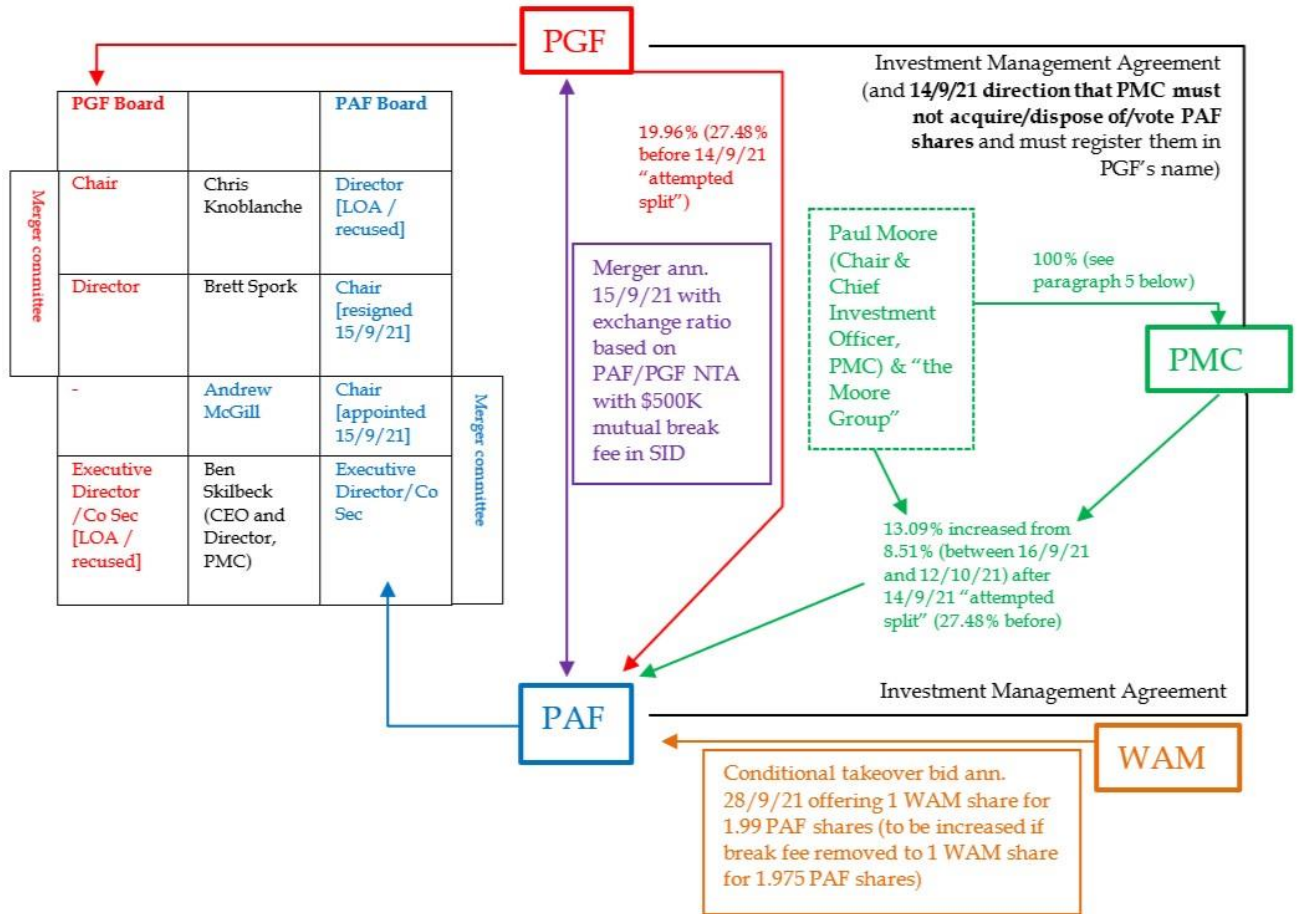 PGF
Investment Management Agreement
(and 14/9/21 direction that PMC must
not acquire/dispose of/vote PAF
shares and must register them in
PGF's name)
PGF Board
PAF Board
Merger committee
Chair
Chris
Knoblanche
Director
[LOA /
recused]
Director
Brett Spork
Chair
[resigned
15/9/21]
-
Andrew
McGill
Chair
[appointed
15/9/21]
Executive
Director
/Co Sec
[LOA /
recused]
Ben
Skilbeck
(CEO and
Director,
PMC)
Executive
Director/Co
Sec
Merger committee
19.96% (27.48%
before 14/9/21
"attempted
split")
Merger ann.
15/9/21 with
exchange ratio
based on
PAF/PGF NTA
with $500K
mutual break
fee in SID
Paul Moore
(Chair &
Chief
Investment
Officer,
PMC) & "the
Moore
Group"
100% (see
paragraph 5 below)
PMC
13.09% increased from
8.51% (between 16/9/21
and 12/10/21) after
14/9/21 "attempted
split" (27.48% before)
PAF
Investment Management Agreement
WAM
Conditional takeover bid ann.
28/9/21 offering 1 WAM share for
1.99 PAF shares (to be increased if
break fee removed to 1 WAM share
for 1.975 PAF shares)